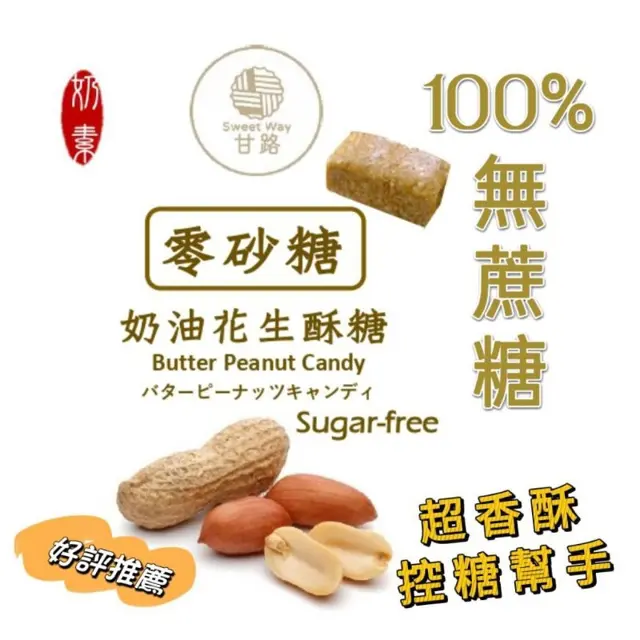 奶素
Sweet Way
甘路
100%
無蔗糖
零砂糖
奶油花生酥糖
Butter Peanut Candy
バターピーナッツキャンディ
Sugar-free
好評推薦
超香酥
控糖幫手